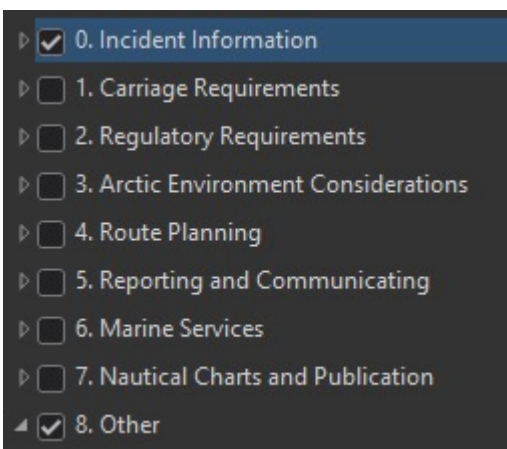 0. Incident Information
1. Carriage Requirements
2. Regulatory Requirements
3. Arctic Environment Considerations
4. Route Planning
5. Reporting and Communicating
6. Marine Services
7. Nautical Charts and Publication
8. Other